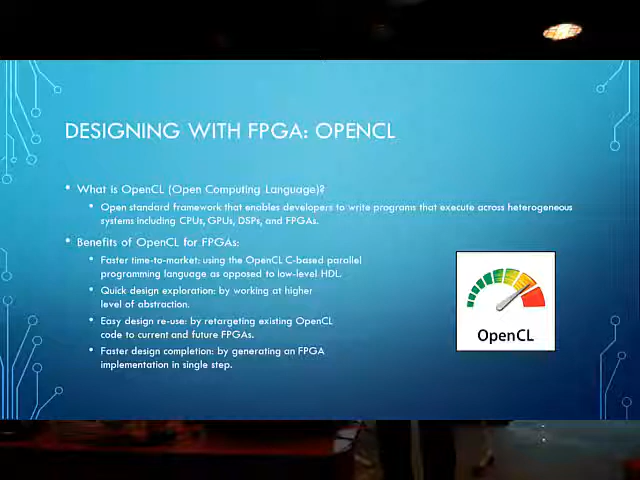 DESIGNING WITH FPGA: OPENCL
What is OpenCL (Open Computing Language)?
Open standard framework that enables developers to write programs that execute across heterogeneous
systems including CPUs, GPUs, DSPs, and FPGAs.
Benefits of OpenCL for FPGAs:
Faster time-to-market: using the OpenCL C-based parallel
programming language as opposed to low-level HDL.
Quick design exploration: by working at higher
level of abstraction.
Easy design re-use: by retargeting existing OpenCL
code to current and future FPGAs.
Faster design completion: by generating an FPGA
implementation in single step.
OpenCL